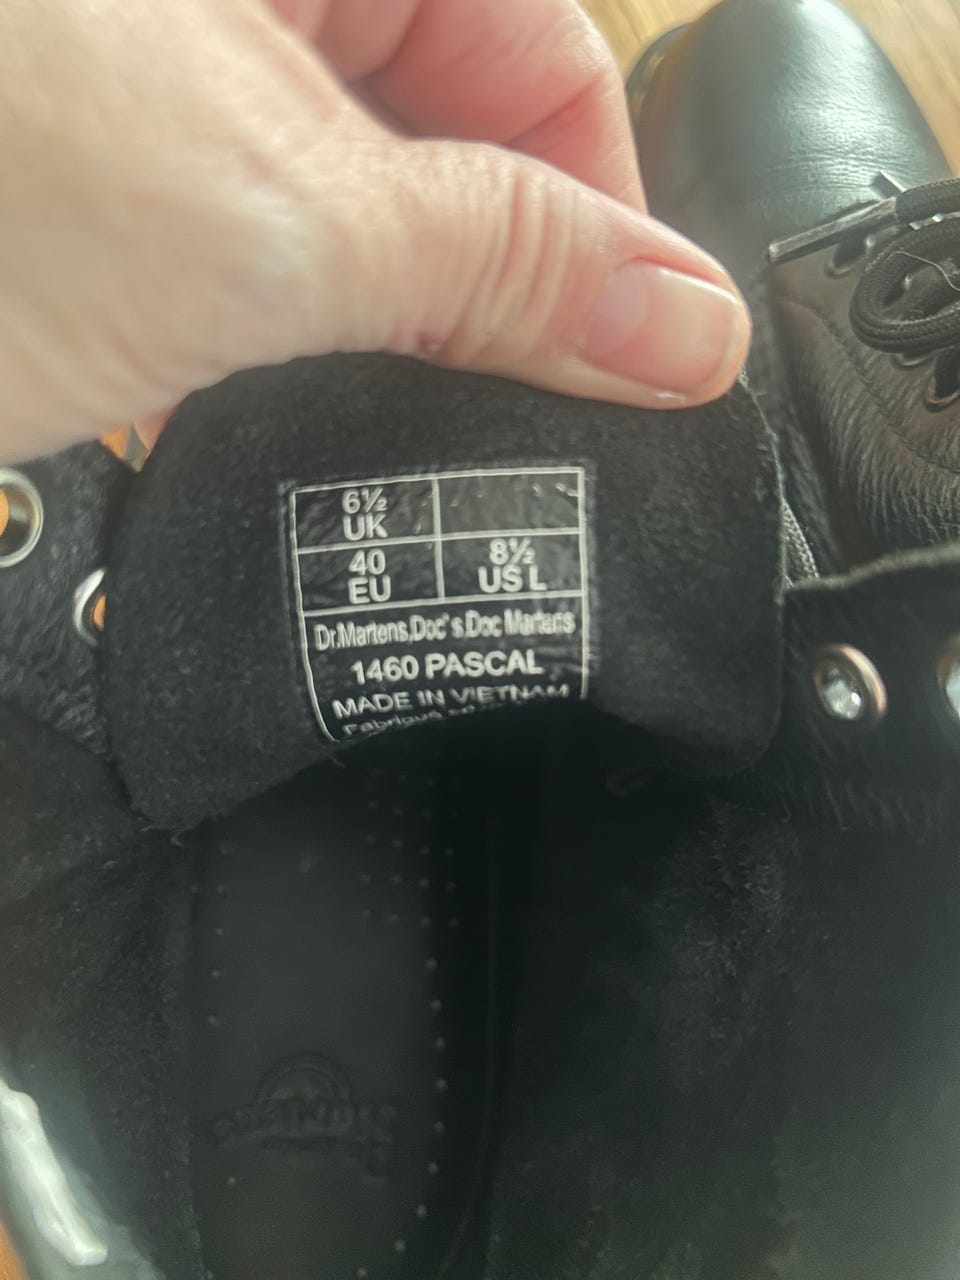 6½
UK
40
EU
8½
US L
Dr.Martens,Doc's.Doc Martens
1460 PASCAL
MADE IN VIETNAM